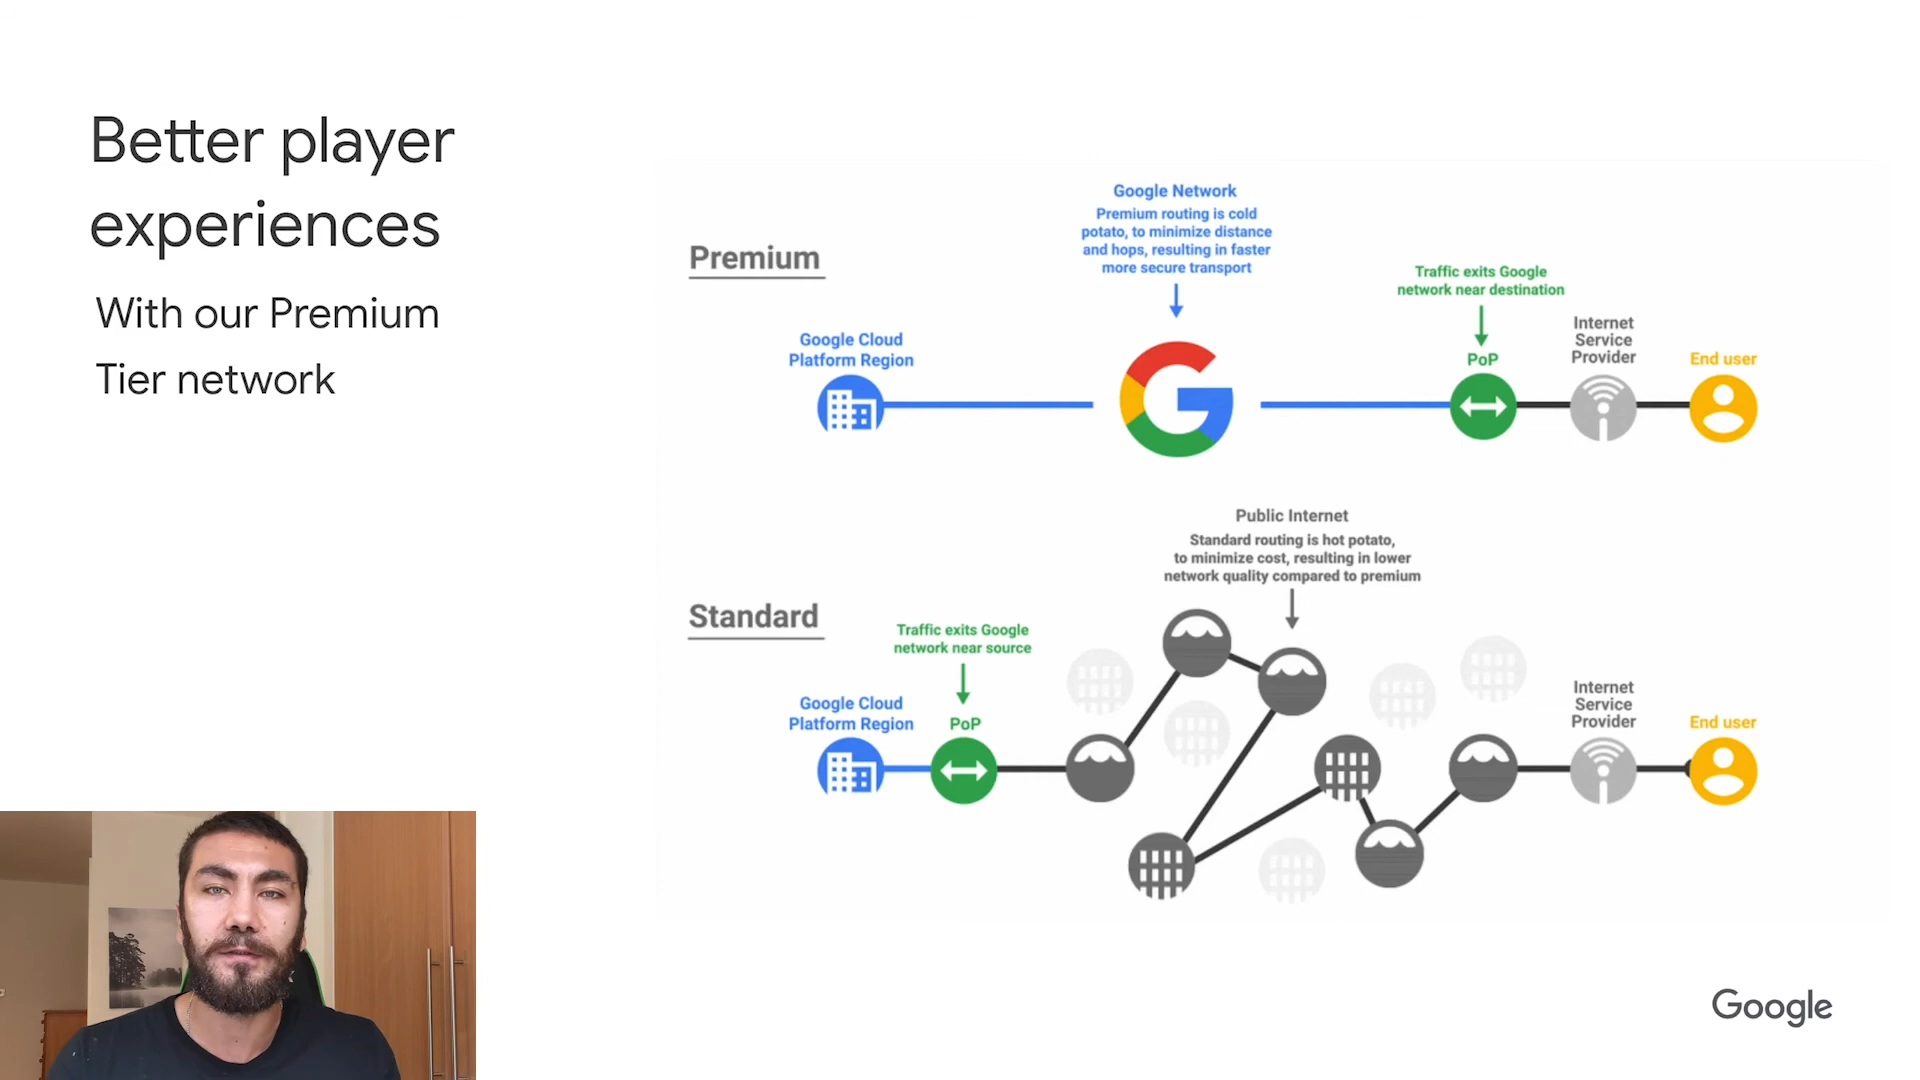 Better player
experiences
With our Premium
Tier network
Premium
Google Network
Premium routing is cold
potato, to minimize distance
and hops, resulting in faster
more secure transport
Traffic exits Google
network near destination
Google Cloud
Platform Region
PoP
Internet
Service
Provider
End user
Public Internet
Standard routing is hot potato,
to minimize cost, resulting in lower
network quality compared to premium
Standard
Traffic exits Google
network near source
Google Cloud
Platform Region
PoP
Internet
Service
Provider
End user
Google